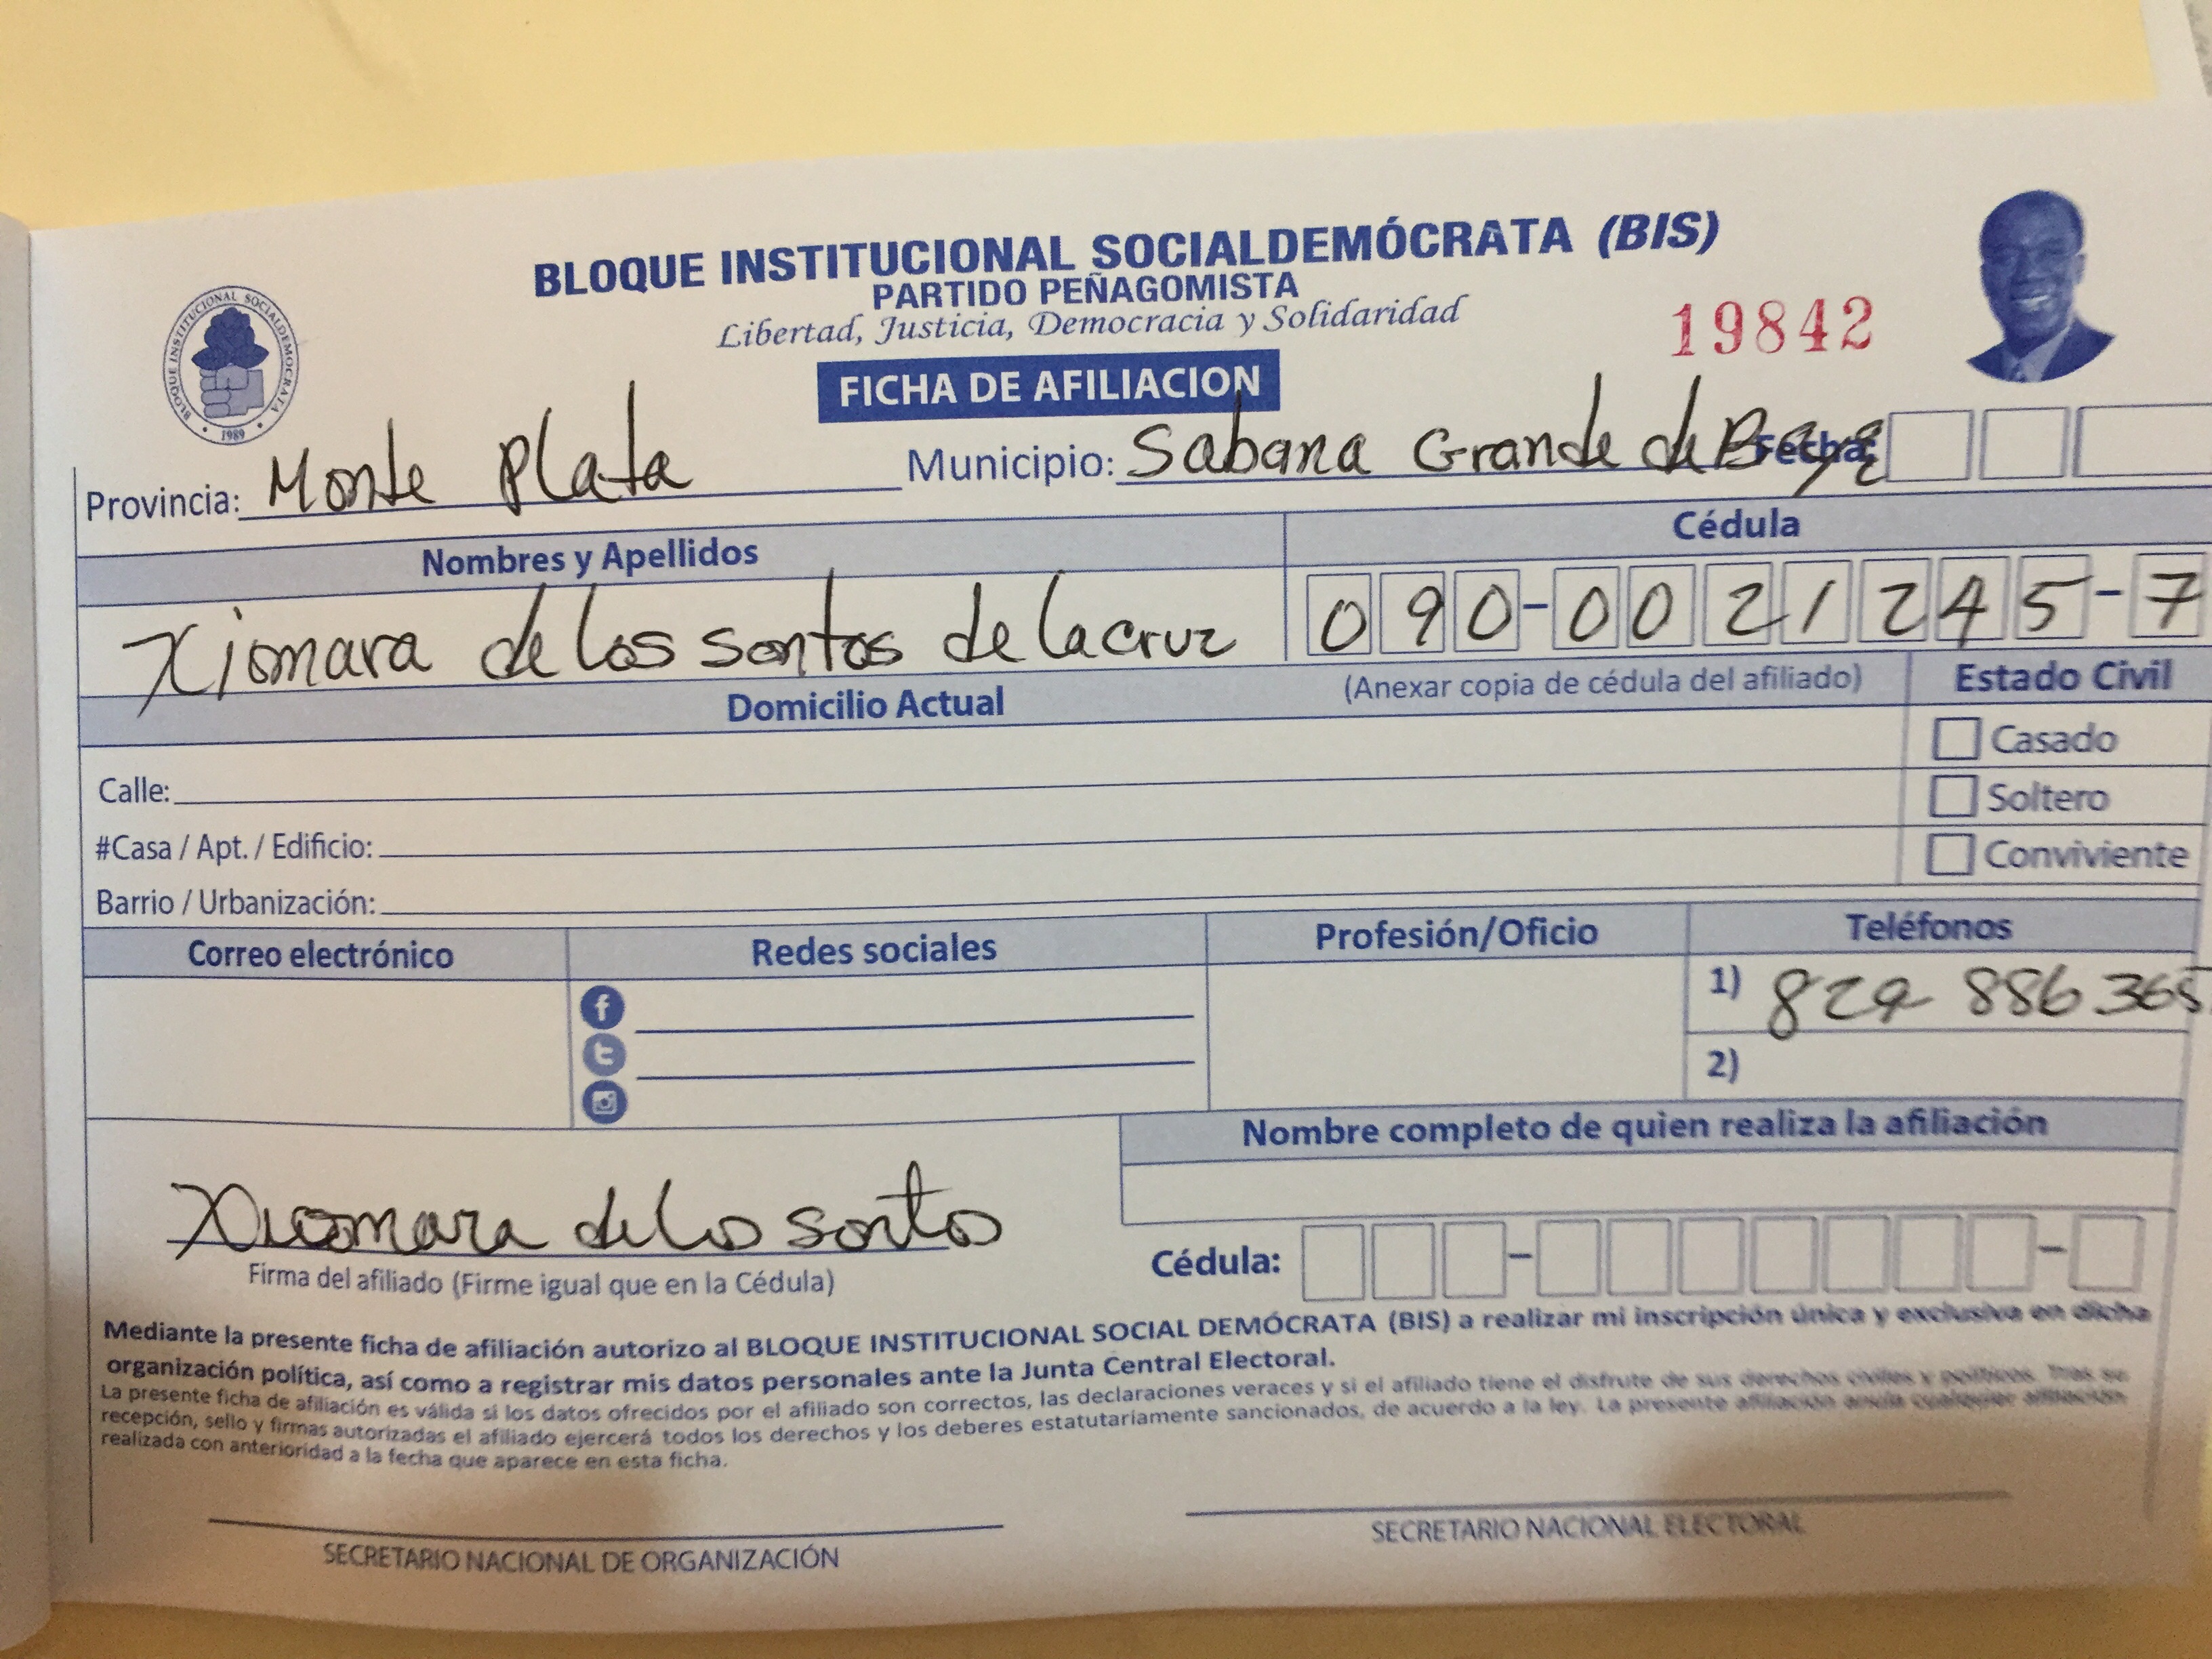 BLOQUE INSTITUCIONAL SOCIALDEMÓCRATA (BIS)
PARTIDO PEÑAGOMISTA
Libertad, Justicia, Democracia y Solidaridad
19842
BLOQUE INSTITUCIONAL SOCIALDEMOCRATA
1989
FICHA DE AFILIACION
Provincia: Monte Plata Municipio: Sabana Grande de Boya Fecha:
Nombres y Apellidos Cédula
Xiomara de los santos de la cruz 090-0021245-7
Domicilio Actual (Anexar copia de cédula del afiliado) Estado Civil
Casado
Calle:
Soltero
#Casa / Apt. / Edificio:
Conviviente
Barrio / Urbanización:
Correo electrónico Redes sociales Profesión/Oficio Teléfonos
1) 829 886 365
2)
Nombre completo de quien realiza la afiliación
Xiomara de los santos
Firma del afiliado (Firme igual que en la Cédula) Cédula:
Mediante la presente ficha de afiliación autorizo al BLOQUE INSTITUCIONAL SOCIAL DEMÓCRATA (BIS) a realizar mi inscripción única y exclusiva en dicha
organización política, así como a registrar mis datos personales ante la Junta Central Electoral.
La presente ficha de afiliación es válida si los datos ofrecidos por el afiliado son correctos, las declaraciones veraces y si el afiliado tiene el disfrute de sus derechos civiles y políticos. Tras su
recepción, sello y firmas autorizadas el afiliado ejercerá todos los derechos y los deberes estatutariamente sancionados, de acuerdo a la ley. La presente afiliación anula cualquier afiliación
realizada con anterioridad a la fecha que aparece en esta ficha.
SECRETARIO NACIONAL DE ORGANIZACIÓN SECRETARIO NACIONAL ELECTORAL